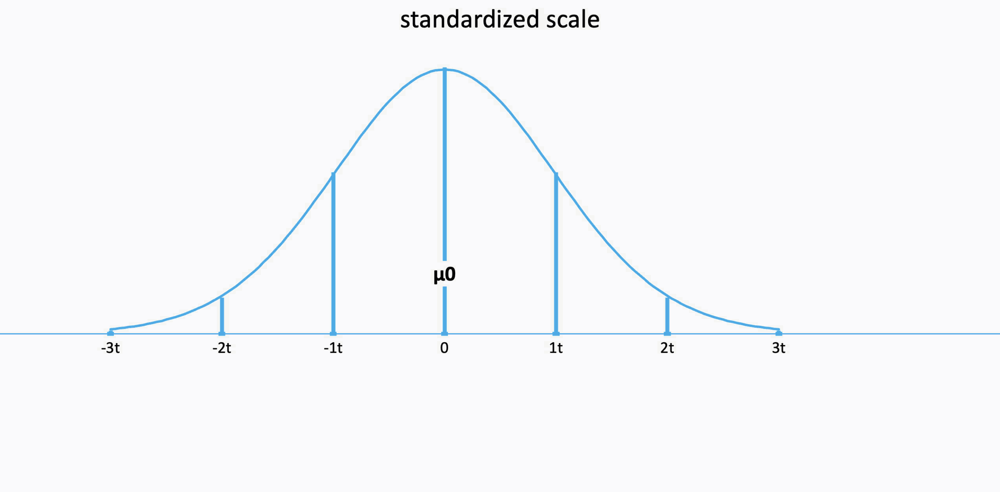 standardized scale
μ0
-3t -2t -1t 0 1t 2t 3t